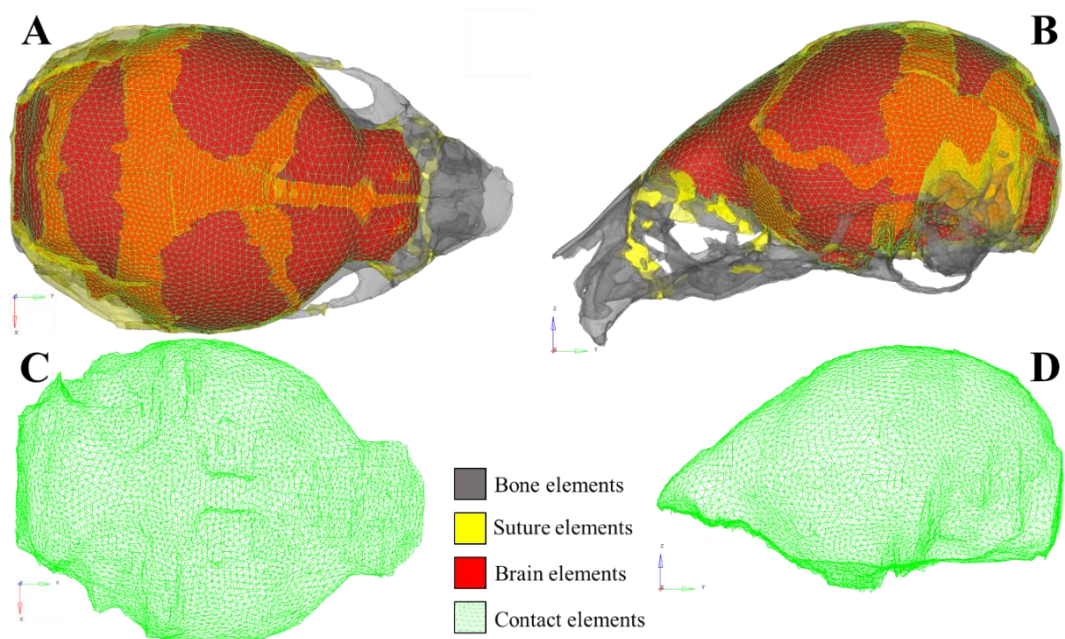 A
B
Y
X
Z
Y
X
C
D
Bone elements
Suture elements
Brain elements
Contact elements
Y
X
Z
Y
X